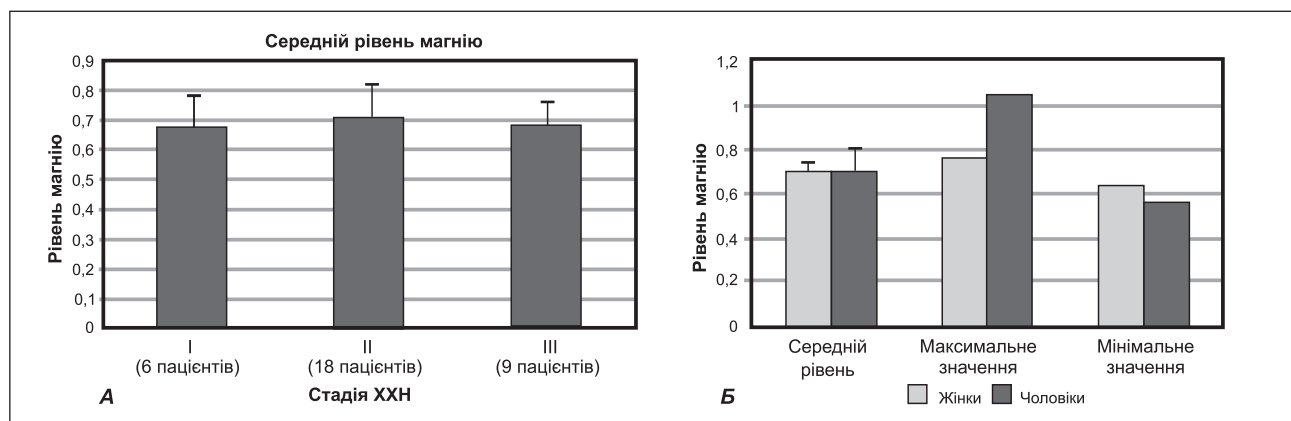 Середній рівень магнію
Рівень магнію
0,9
0,8
0,7
0,6
0,5
0,4
0,3
0,2
0,1
0
I
(6 пацієнтів)
II
(18 пацієнтів)
III
(9 пацієнтів)
А
Стадія ХХН
Рівень магнію
1,2
1
0,8
0,6
0,4
0,2
0
Середній
рівень
Максимальне
значення
Мінімальне
значення
Б
Жінки
Чоловіки